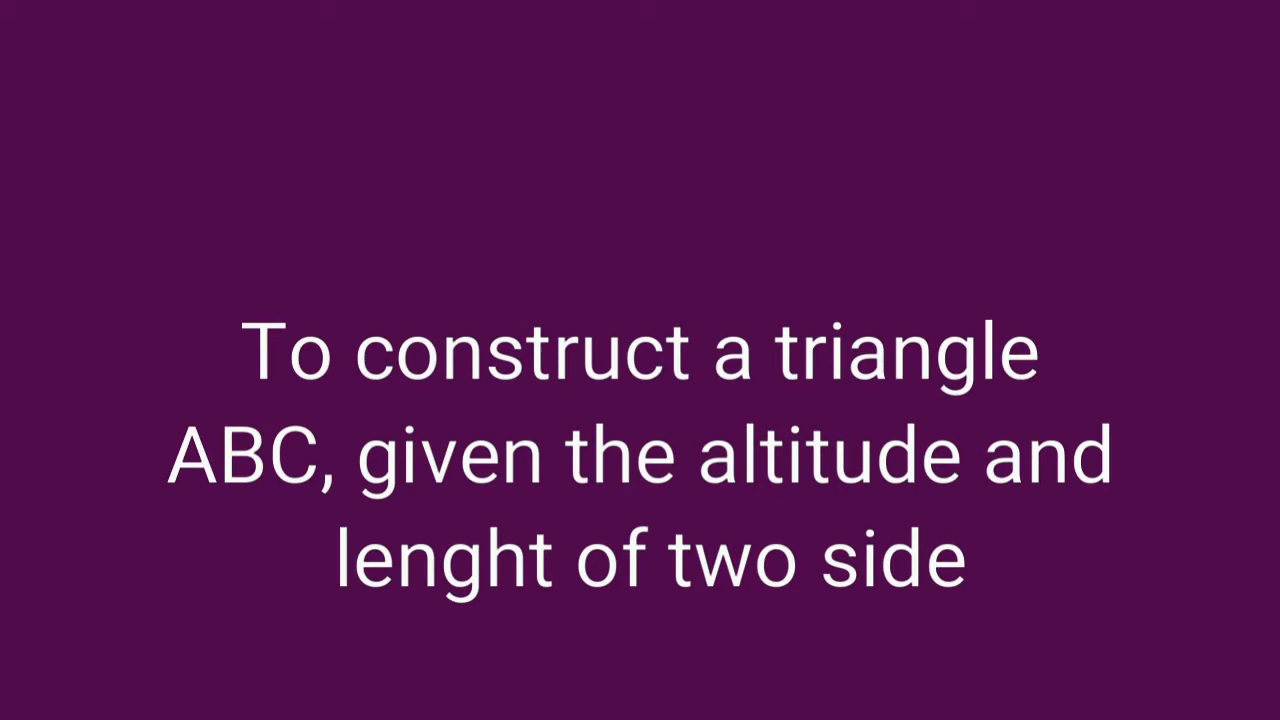 To construct a triangle
ABC, given the altitude and
lenght of two side